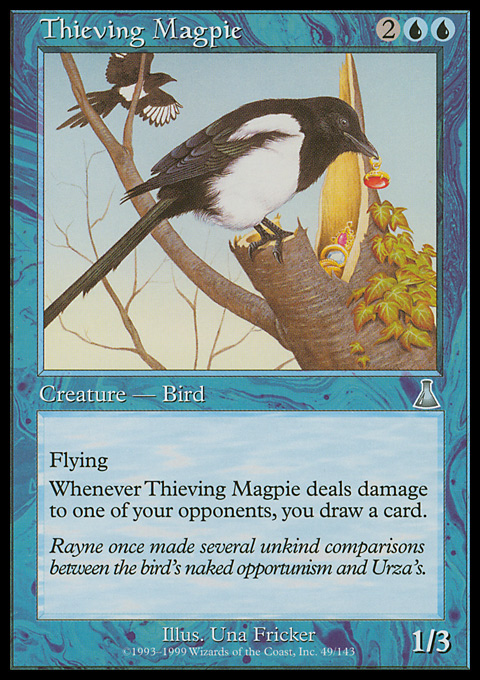 Thieving Magpie 2
Creature — Bird
Flying
Whenever Thieving Magpie deals damage
to one of your opponents, you draw a card.
Rayne once made several unkind comparisons
between the bird's naked opportunism and Urza's.
Illus. Una Fricker
©1993–1999 Wizards of the Coast, Inc. 49/143
1/3